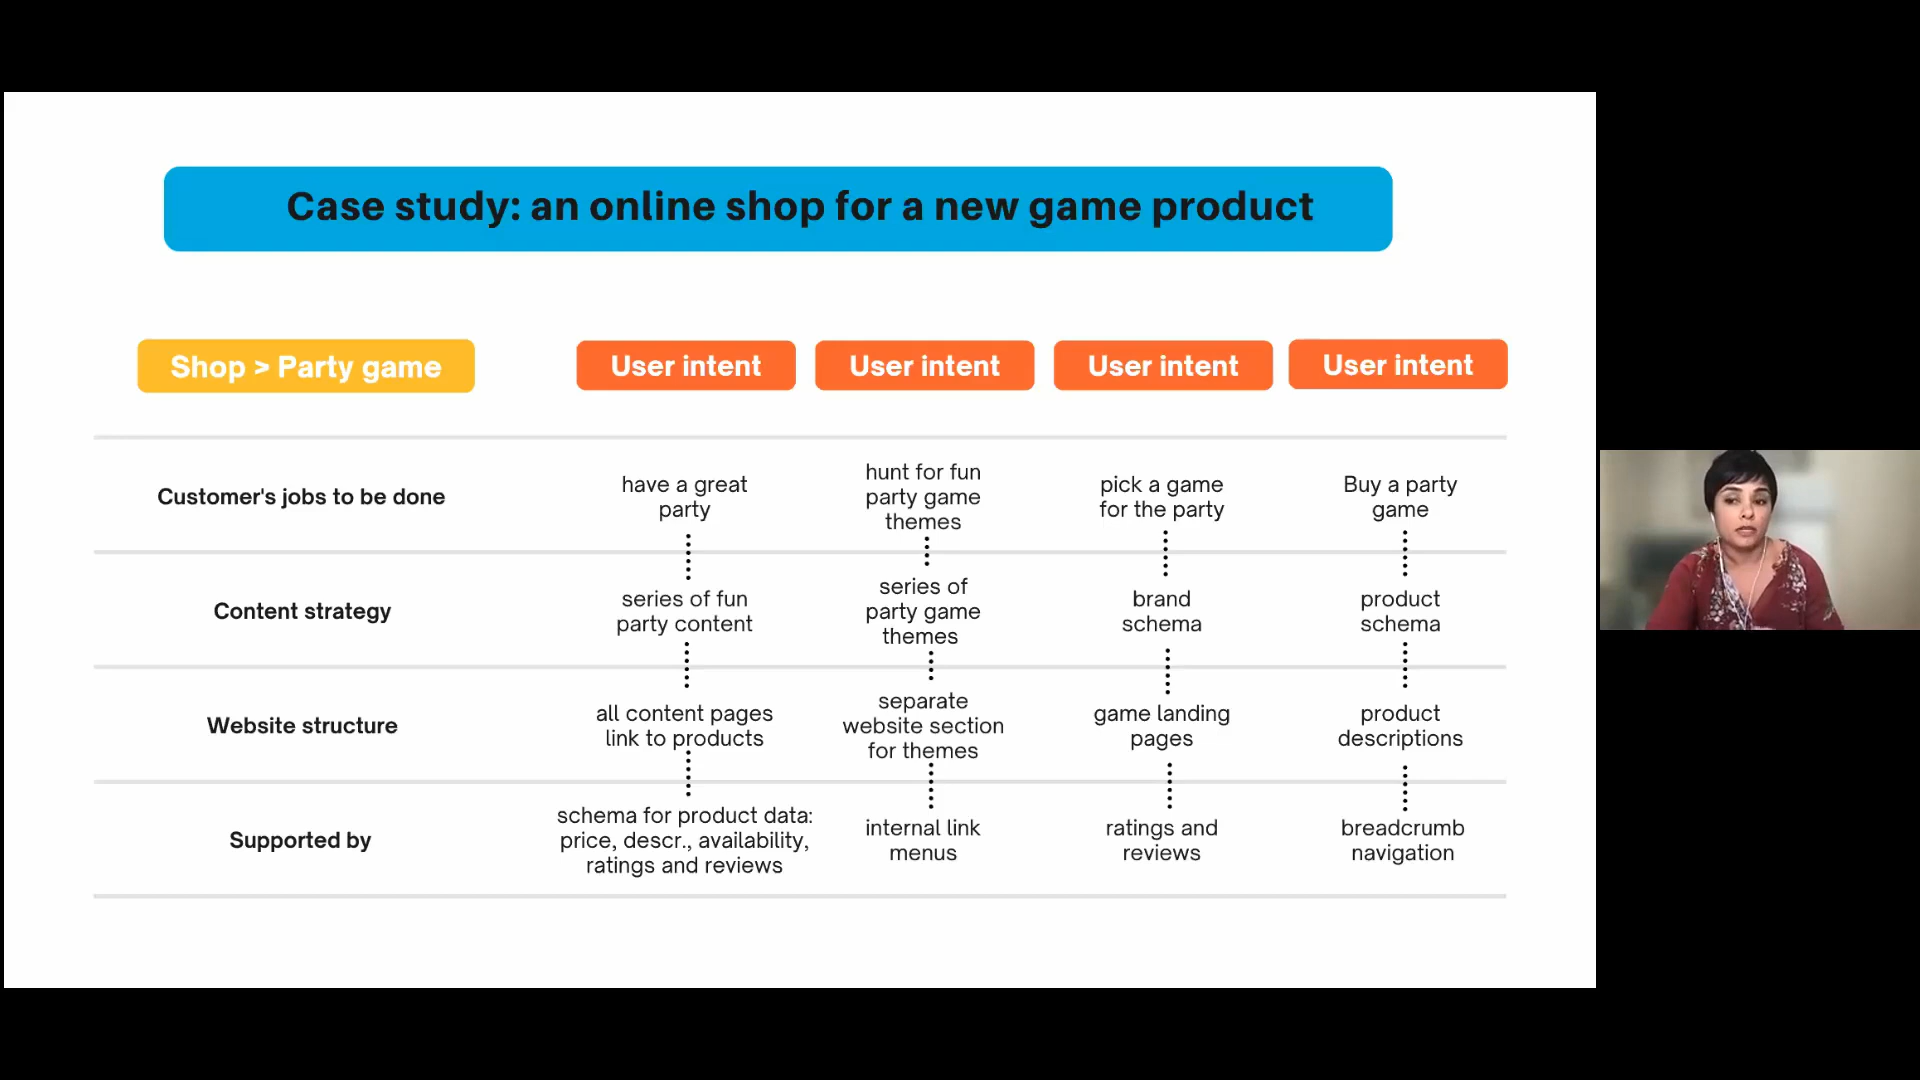 Case study: an online shop for a new game product
Shop > Party game
User intent
User intent
User intent
User intent
Customer's jobs to be done
have a great
party
hunt for fun
party game
themes
pick a game
for the party
Buy a party
game
Content strategy
series of fun
party content
series of
party game
themes
brand
schema
product
schema
Website structure
all content pages
link to products
separate
website section
for themes
game landing
pages
product
descriptions
Supported by
schema for product data:
price, descr., availability,
ratings and reviews
internal link
menus
ratings and
reviews
breadcrumb
navigation